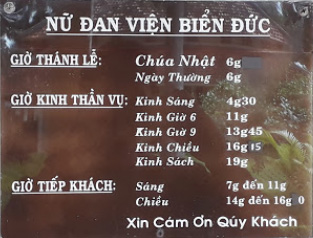 NỮ ĐAN VIỆN BIỂN ĐỨC
GIỜ THÁNH LỄ: Chúa Nhật 6g
Ngày Thường 6g
GIỜ KINH THẦN VỤ: Kinh Sáng 4g30
Kinh Giờ 6 11g
Kinh Giờ 9 13g45
Kinh Chiều 16g15
Kinh Sách 19g
GIỜ TIẾP KHÁCH: Sáng 7g đến 11g
Chiều 14g đến 16g 0
Xin Cám Ơn Qúy Khách